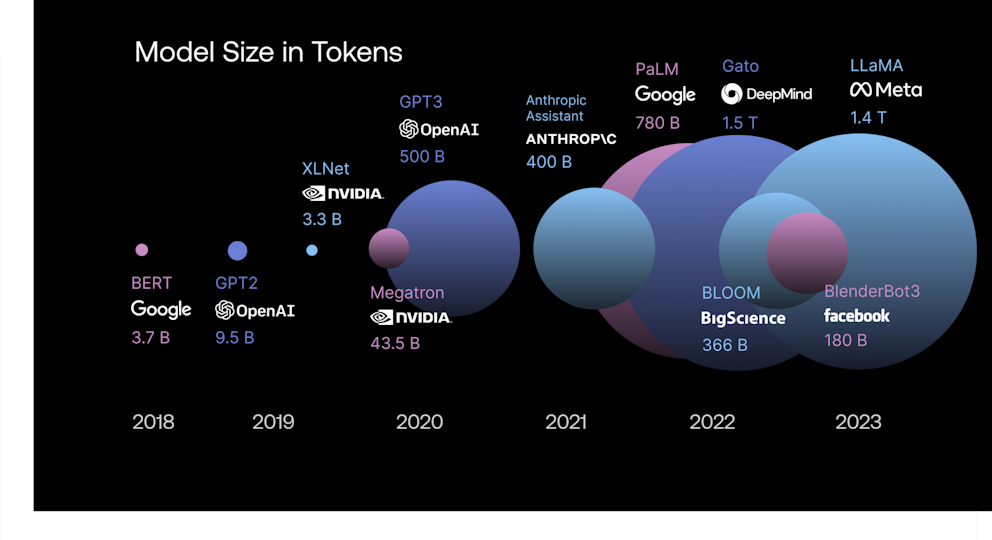 Model Size in Tokens
BERT
Google
3.7 B
GPT2
OpenAI
9.5 B
XLNet
NVIDIA.
3.3 B
Megatron
NVIDIA.
43.5 B
GPT3
OpenAI
500 B
Anthropic
Assistant
ANTHROP\C
400 B
PaLM
Google
780 B
Gato
DeepMind
1.5 T
BLOOM
BigScience
366 B
BlenderBot3
facebook
180 B
LLaMA
Meta
1.4 T
2018 2019 2020 2021 2022 2023